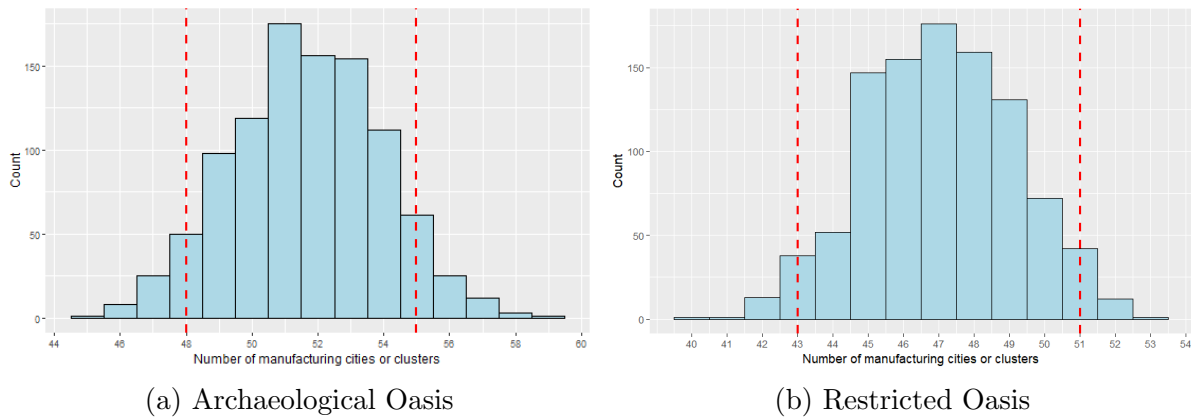 150
100
50
0
Count
44 46 48 50 52 54 56 58 60
Number of manufacturing cities or clusters
(a) Archaeological Oasis
150
100
50
0
Count
40 41 42 43 44 45 46 47 48 49 50 51 52 53 54
Number of manufacturing cities or clusters
(b) Restricted Oasis